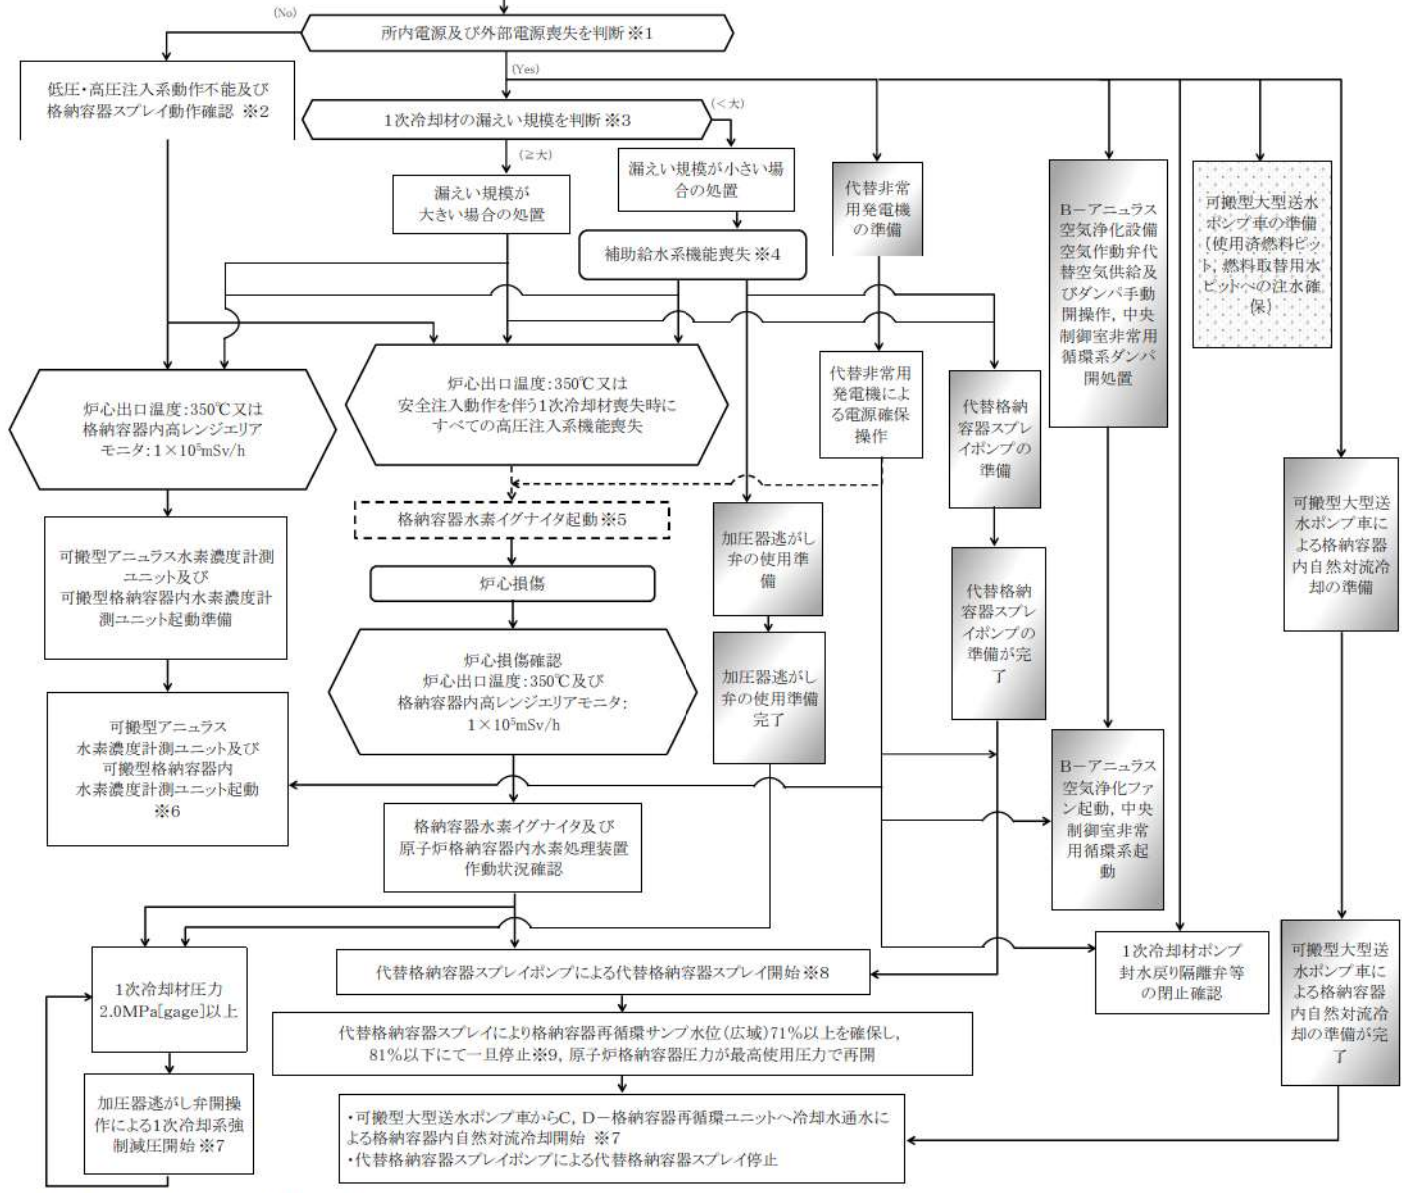 (No)
所内電源及び外部電源喪失を判断※1
(Yes)
低圧・高圧注入系動作不能及び
格納容器スプレイ動作確認 ※2
1次冷却材の漏えい規模を判断※3
(<大)
(≧大)
漏えい規模が
大きい場合の処置
漏えい規模が小さい場
合の処置
補助給水系機能喪失※4
代替非常
用発電機
の準備
B-アニュラス
空気浄化設備
空気作動弁代
替空気供給及
びダンパ手動
開操作，中央
制御室非常用
循環系ダンパ
開処置
可搬型大型送水
ポンプ車の準備
(使用済燃料ピッ
ト，燃料取替用水
ピットへの注水確
保)
炉心出口温度:350℃又は
格納容器内高レンジエリア
モニタ:1×10⁵mSv/h
炉心出口温度:350℃又は
安全注入動作を伴う1次冷却材喪失時に
すべての高圧注入系機能喪失
代替非常用
発電機によ
る電源確保
操作
代替格納
容器スプレ
イポンプの
準備
可搬型大型送
水ポンプ車に
よる格納容器
内自然対流冷
却の準備
格納容器水素イグナイタ起動※5
炉心損傷
加圧器逃がし
弁の使用準
備
可搬型アニュラス水素濃度計測
ユニット及び
可搬型格納容器内水素濃度計
測ユニット起動準備
代替格納
容器スプレ
イポンプの
準備が完
了
炉心損傷確認
炉心出口温度:350℃及び
格納容器内高レンジエリアモニタ:
1×10⁵mSv/h
加圧器逃がし
弁の使用準備
完了
可搬型アニュラス
水素濃度計測ユニット及び
可搬型格納容器内
水素濃度計測ユニット起動
※6
B-アニュラス
空気浄化ファ
ン起動，中央
制御室非常
用循環系起
動
格納容器水素イグナイタ及び
原子炉格納容器内水素処理装置
作動状況確認
1次冷却材圧力
2.0MPa[gage]以上
代替格納容器スプレイポンプによる代替格納容器スプレイ開始※8
1次冷却材ポンプ
封水戻り隔離弁等
の閉止確認
可搬型大型送
水ポンプ車に
よる格納容器
内自然対流冷
却の準備が完
了
代替格納容器スプレイにより格納容器再循環サンプ水位(広域)71%以上を確保し，
81%以下にて一旦停止※9，原子炉格納容器圧力が最高使用圧力で再開
加圧器逃がし弁開操
作による1次冷却系強
制減圧開始※7
・可搬型大型送水ポンプ車からC，D-格納容器再循環ユニットへ冷却水通水に
よる格納容器内自然対流冷却開始 ※7
・代替格納容器スプレイポンプによる代替格納容器スプレイ停止